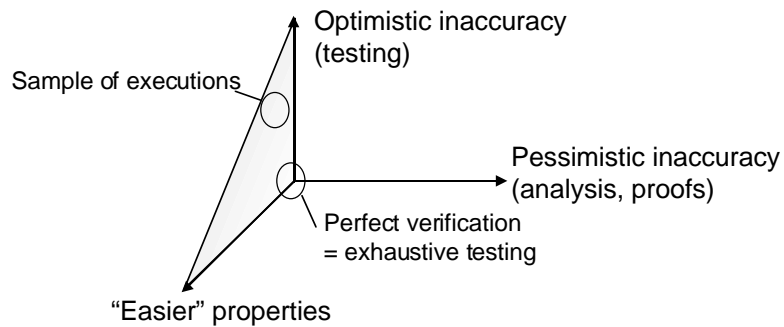 Optimistic inaccuracy
(testing)
Sample of executions
Pessimistic inaccuracy
(analysis, proofs)
Perfect verification
= exhaustive testing
“Easier” properties